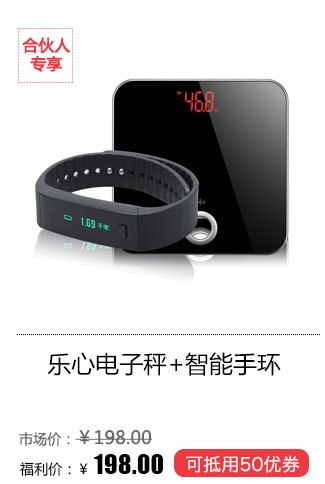 合伙人
专享
46.8
1.69 千米
乐心电子秤+智能手环
市场价：¥198.00
福利价：¥ 198.00 可抵用50优券